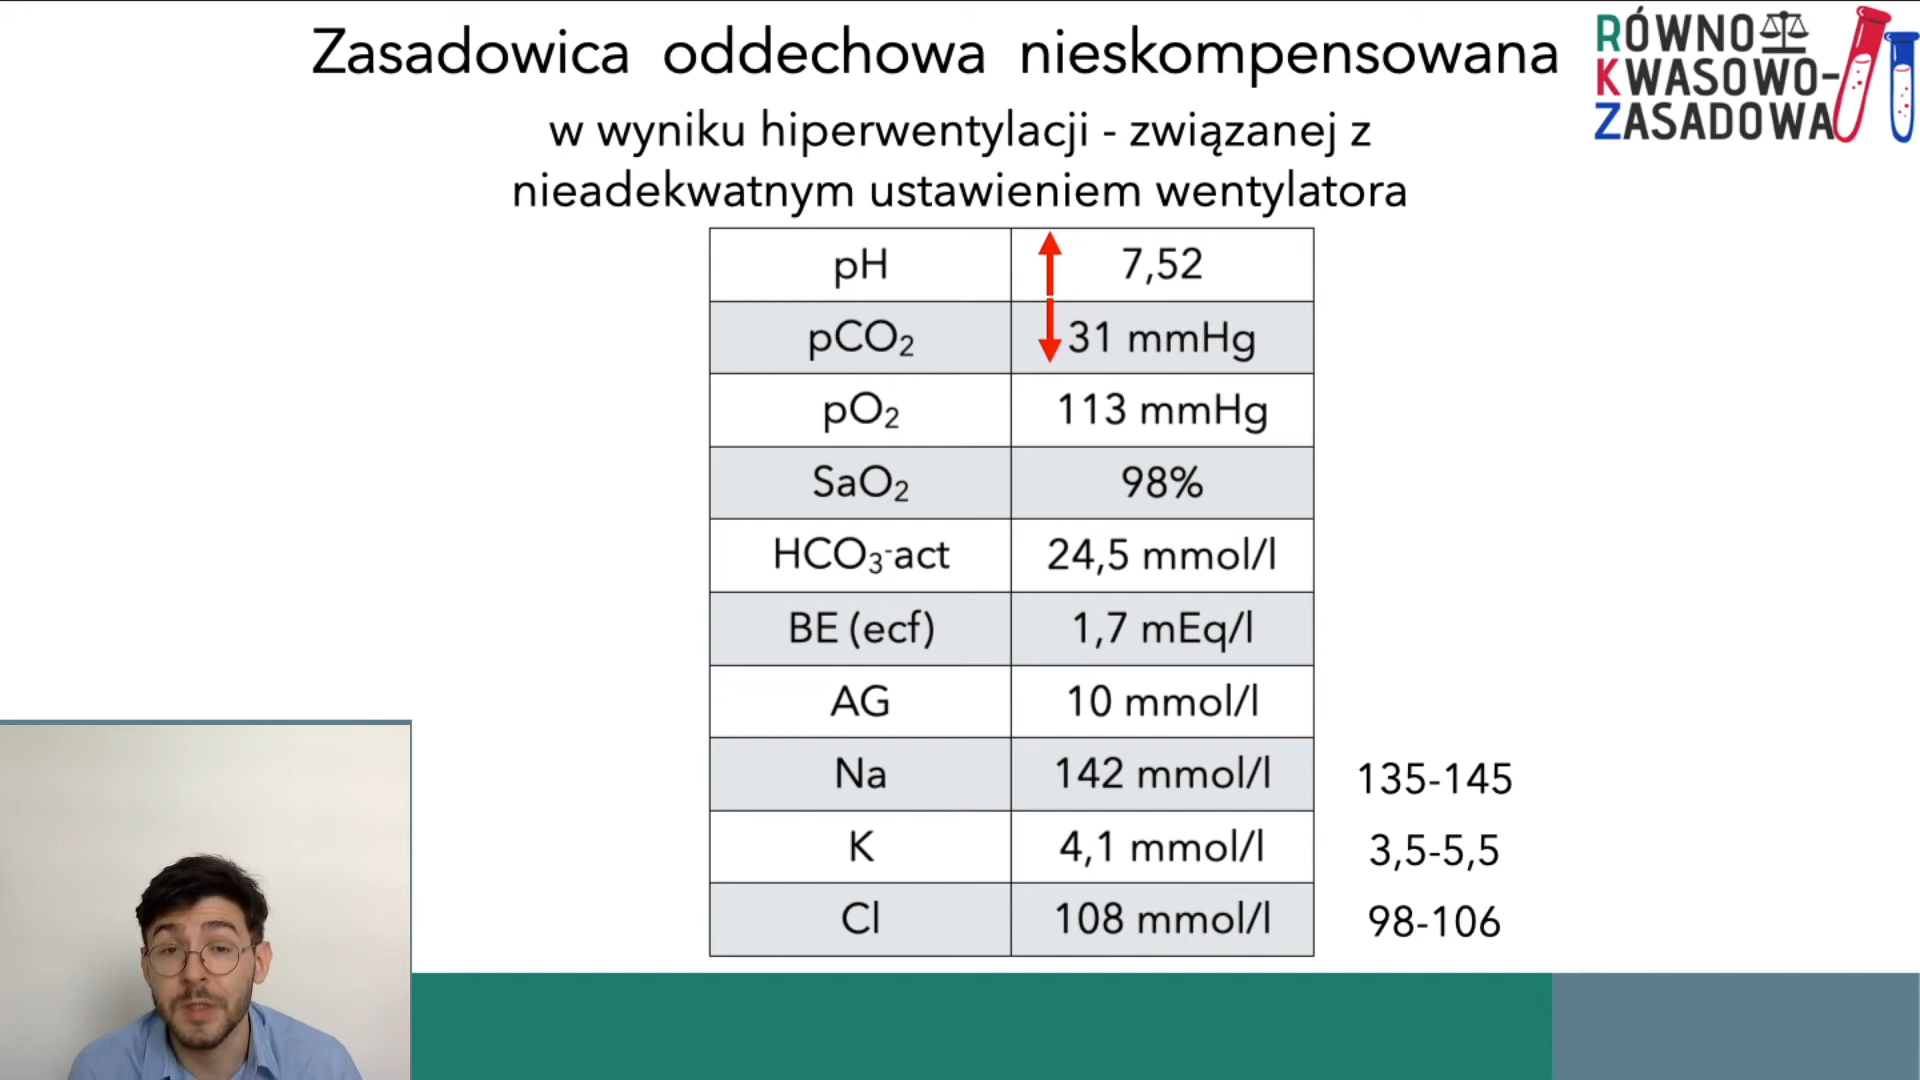 Zasadowica oddechowa nieskompensowana
w wyniku hiperwentylacji - związanej z
nieadekwatnym ustawieniem wentylatora
RÓWNO
KWASOWO-
ZASADOWA
pH 7,52
pCO₂ 31 mmHg
pO₂ 113 mmHg
SaO₂ 98%
HCO₃⁻act 24,5 mmol/l
BE (ecf) 1,7 mEq/l
AG 10 mmol/l
Na 142 mmol/l 135-145
K 4,1 mmol/l 3,5-5,5
Cl 108 mmol/l 98-106